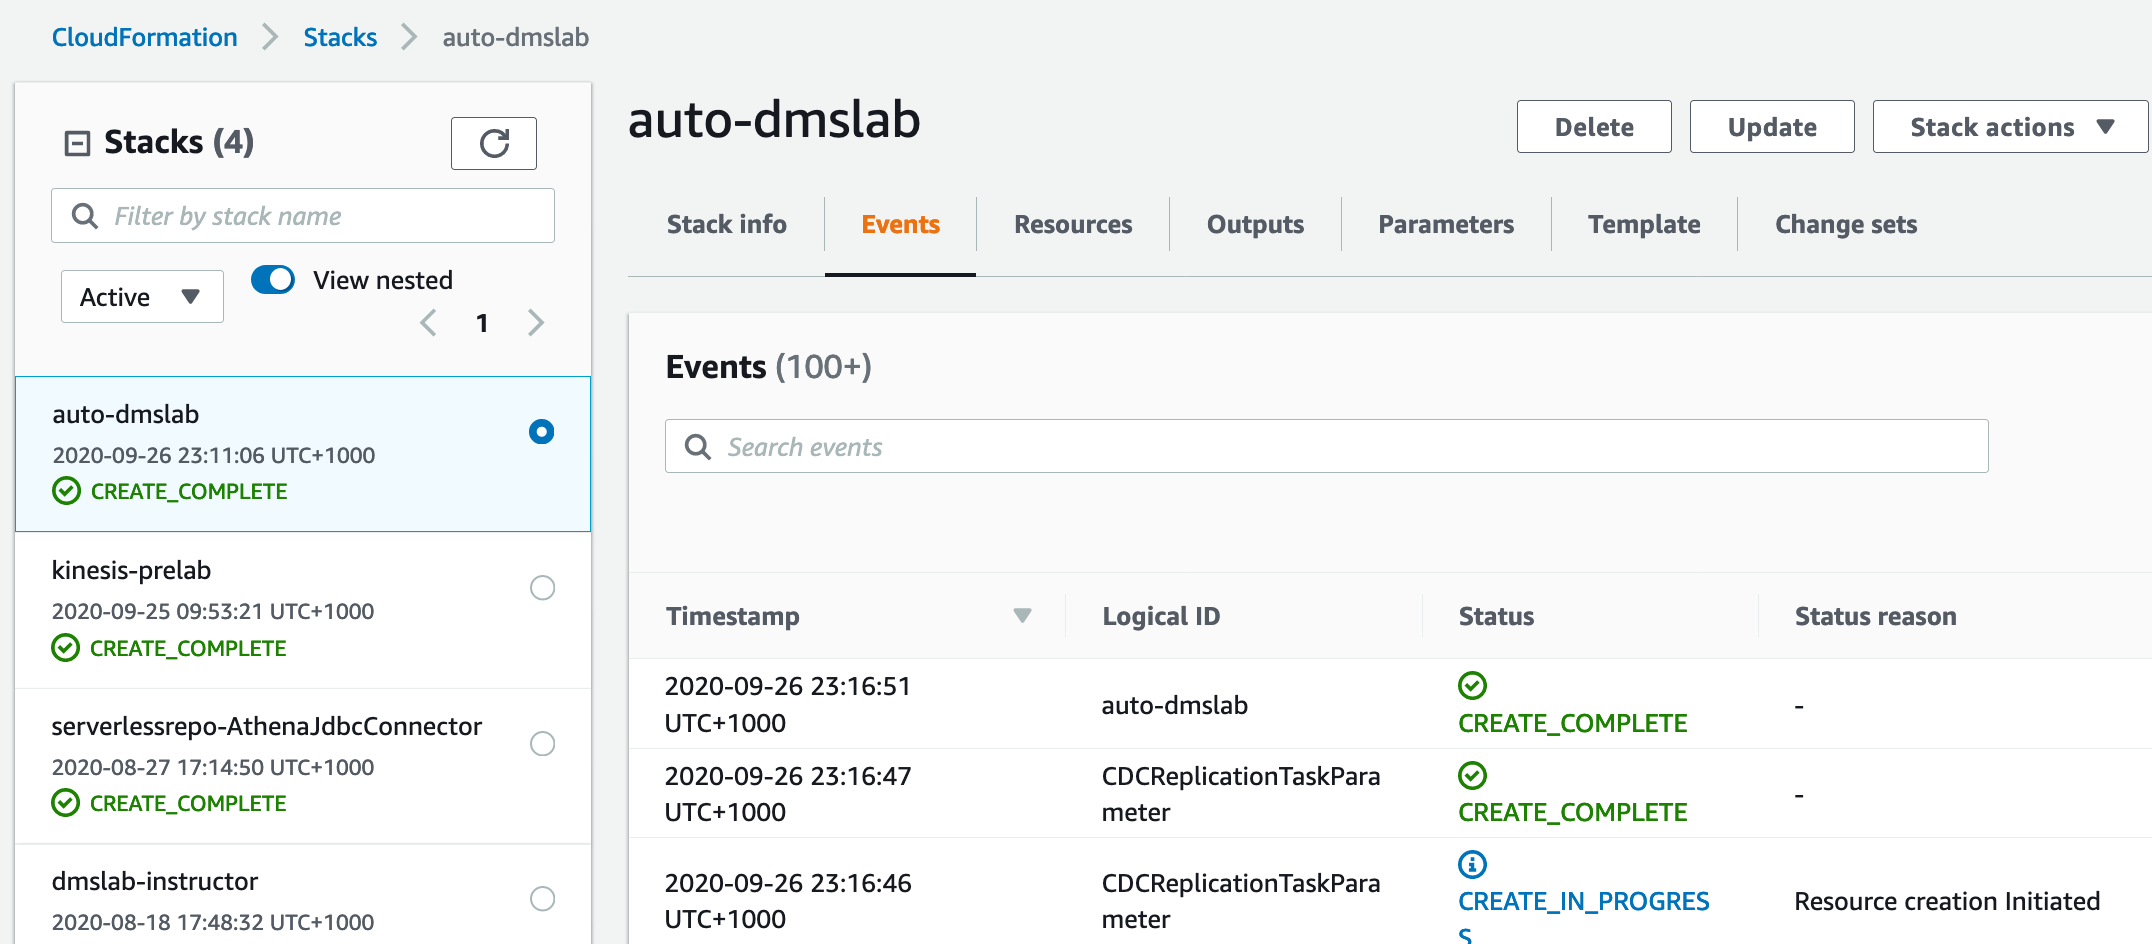 CloudFormation > Stacks > auto-dmslab
Stacks (4)
Filter by stack name
Active
View nested
1
auto-dmslab
2020-09-26 23:11:06 UTC+1000
CREATE_COMPLETE
kinesis-prelab
2020-09-25 09:53:21 UTC+1000
CREATE_COMPLETE
serverlessrepo-AthenaJdbcConnector
2020-08-27 17:14:50 UTC+1000
CREATE_COMPLETE
dmslab-instructor
2020-08-18 17:48:32 UTC+1000
auto-dmslab
Delete
Update
Stack actions
Stack info
Events
Resources
Outputs
Parameters
Template
Change sets
Events (100+)
Search events
Timestamp
Logical ID
Status
Status reason
2020-09-26 23:16:51
UTC+1000
auto-dmslab
CREATE_COMPLETE
-
2020-09-26 23:16:47
UTC+1000
CDCReplicationTaskPara
meter
CREATE_COMPLETE
-
2020-09-26 23:16:46
UTC+1000
CDCReplicationTaskPara
meter
CREATE_IN_PROGRES
S
Resource creation Initiated